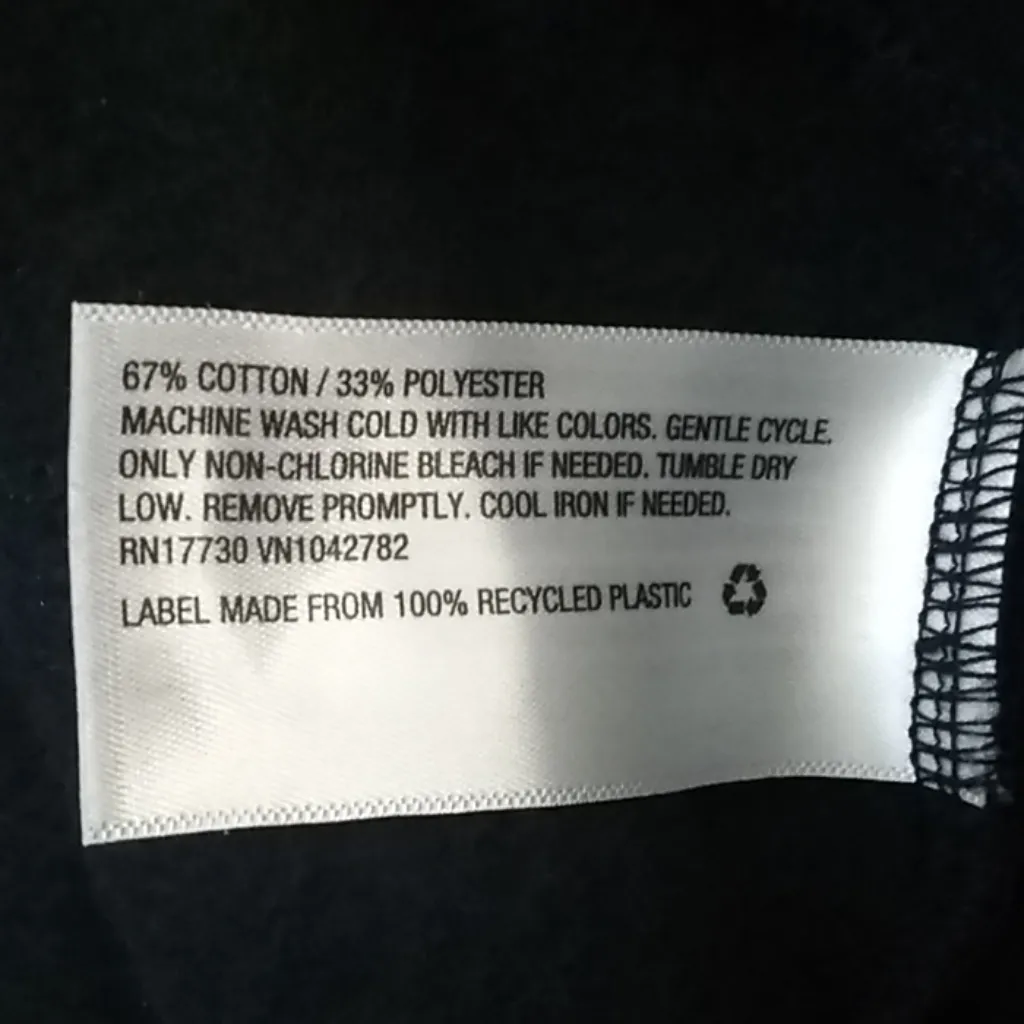 67% COTTON / 33% POLYESTER
MACHINE WASH COLD WITH LIKE COLORS. GENTLE CYCLE.
ONLY NON-CHLORINE BLEACH IF NEEDED. TUMBLE DRY
LOW. REMOVE PROMPTLY. COOL IRON IF NEEDED.
RN17730 VN1042782
LABEL MADE FROM 100% RECYCLED PLASTIC